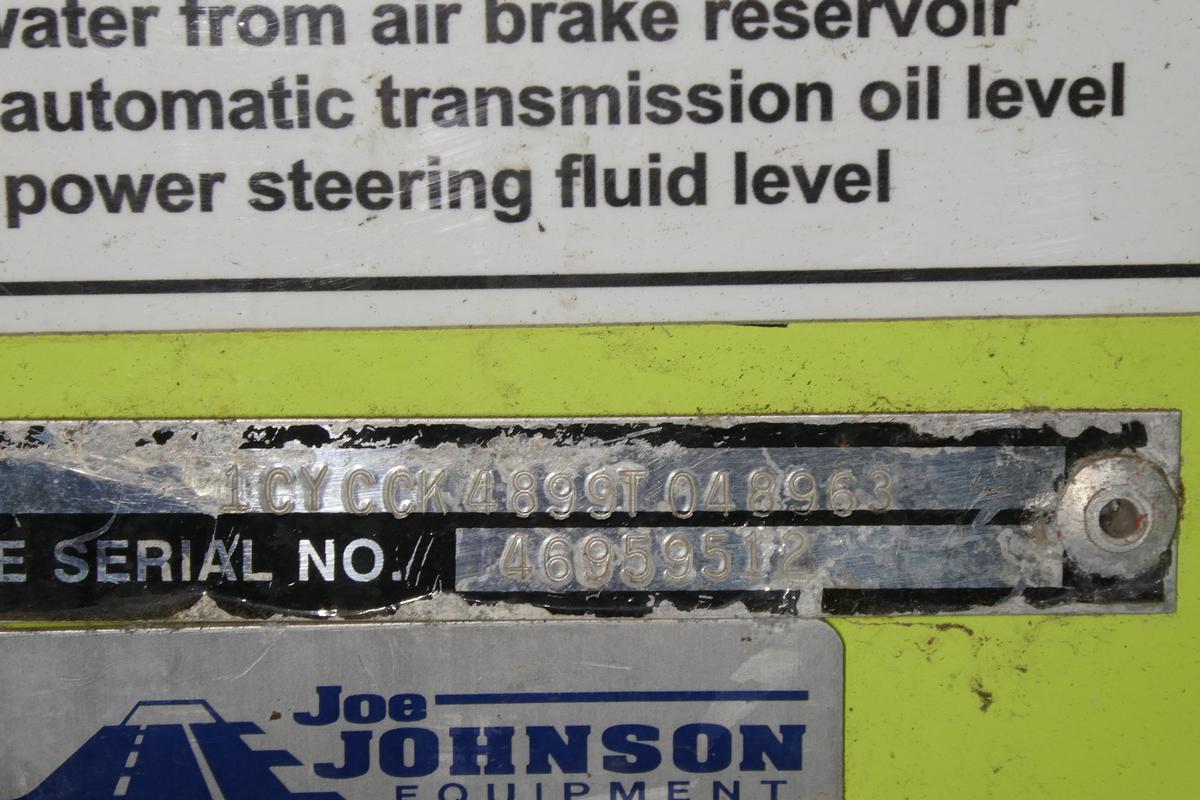 water from air brake reservoir
automatic transmission oil level
power steering fluid level
1CYCCK4899T048963
E SERIAL NO. 46959512
Joe
JOHNSON
EQUIPMENT